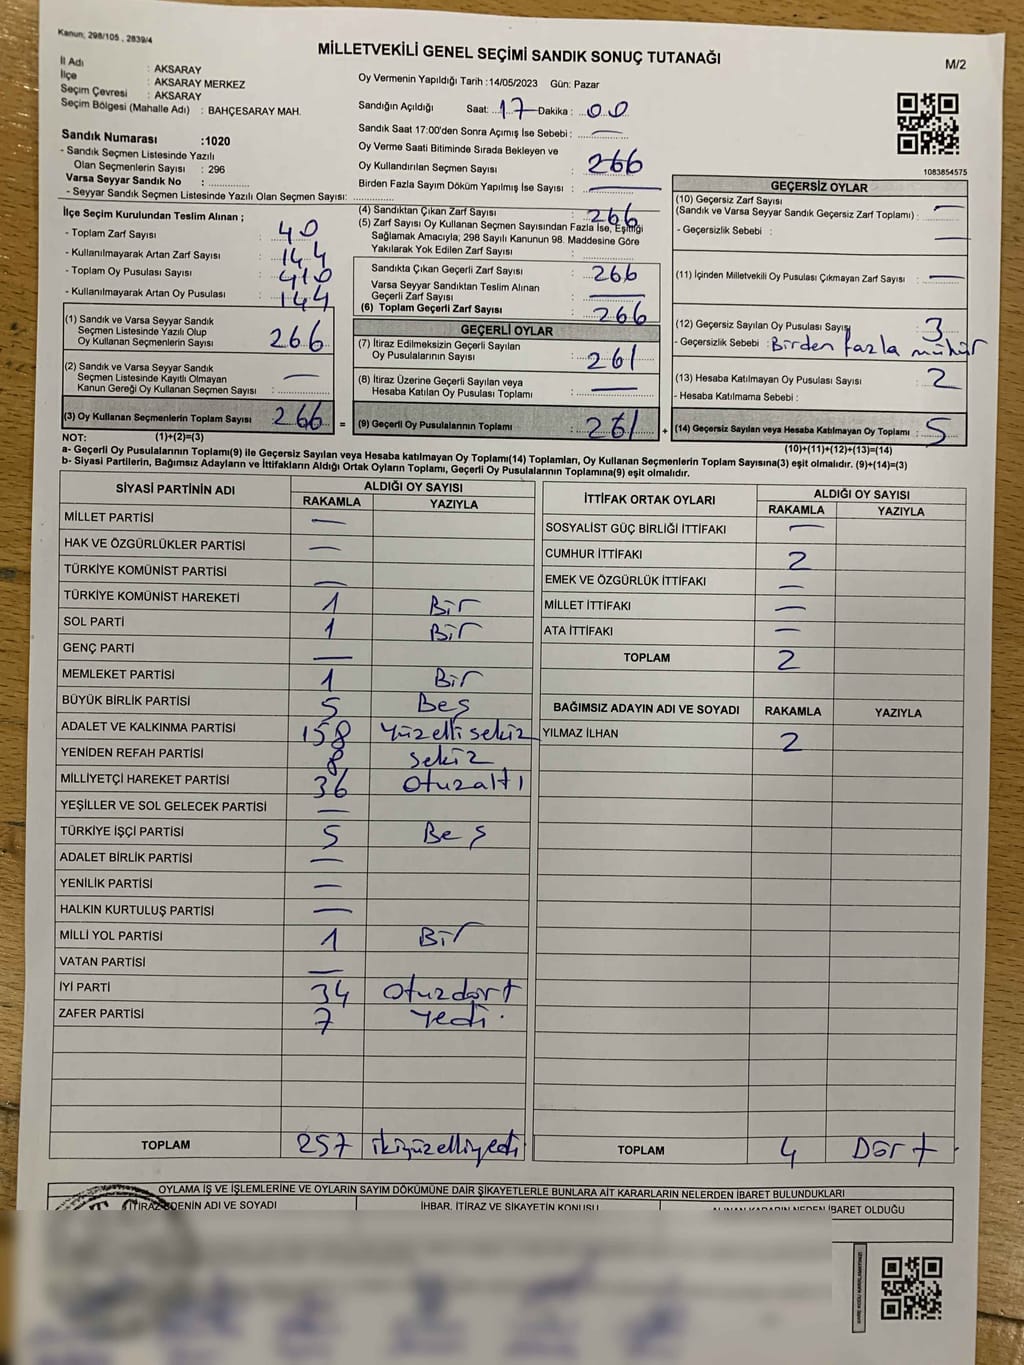 Kanun; 298/105 , 2839/4
MİLLETVEKİLİ GENEL SEÇİMİ SANDIK SONUÇ TUTANAĞI
M/2
İl Adı : AKSARAY
İlçe : AKSARAY MERKEZ
Seçim Çevresi : AKSARAY
Seçim Bölgesi (Mahalle Adı) : BAHÇESARAY MAH.
Sandık Numarası :1020
- Sandık Seçmen Listesinde Yazılı
Olan Seçmenlerin Sayısı : 296
Varsa Seyyar Sandık No :
- Seyyar Sandık Seçmen Listesinde Yazılı Olan Seçmen Sayısı:
Oy Vermenin Yapıldığı Tarih :14/05/2023 Gün: Pazar
Sandığın Açıldığı Saat: 17 Dakika : 00
Sandık Saat 17:00'den Sonra Açımış İse Sebebi : —
Oy Verme Saati Bitiminde Sırada Bekleyen ve
Oy Kullandırılan Seçmen Sayısı : 266
Birden Fazla Sayım Döküm Yapılmış İse Sayısı : —
1083854575
İlçe Seçim Kurulundan Teslim Alınan ;
- Toplam Zarf Sayısı : 40
- Kullanılmayarak Artan Zarf Sayısı : 144
- Toplam Oy Pusulası Sayısı : 410
- Kullanılmayarak Artan Oy Pusulası : 144
(1) Sandık ve Varsa Seyyar Sandık
Seçmen Listesinde Yazılı Olup
Oy Kullanan Seçmenlerin Sayısı : 266
(2) Sandık ve Varsa Seyyar Sandık
Seçmen Listesinde Kayıtlı Olmayan
Kanun Gereği Oy Kullanan Seçmen Sayısı : —
(3) Oy Kullanan Seçmenlerin Toplam Sayısı : 266 =
(1)+(2)=(3)
(4) Sandıktan Çıkan Zarf Sayısı : 266
(5) Zarf Sayısı Oy Kullanan Seçmen Sayısından Fazla İse, Eşitliği
Sağlamak Amacıyla; 298 Sayılı Kanunun 98. Maddesine Göre
Yakılarak Yok Edilen Zarf Sayısı :
Sandıkta Çıkan Geçerli Zarf Sayısı : 266
Varsa Seyyar Sandıktan Teslim Alınan
Geçerli Zarf Sayısı : —
(6) Toplam Geçerli Zarf Sayısı : 266
GEÇERLİ OYLAR
(7) İtiraz Edilmeksizin Geçerli Sayılan
Oy Pusulalarının Sayısı : 261
(8) İtiraz Üzerine Geçerli Sayılan veya
Hesaba Katılan Oy Pusulası Toplamı : —
(9) Geçerli Oy Pusulalarının Toplamı : 261 +
GEÇERSİZ OYLAR
(10) Geçersiz Zarf Sayısı
(Sandık ve Varsa Seyyar Sandık Geçersiz Zarf Toplamı) : —
- Geçersizlik Sebebi : —
(11) İçinden Milletvekili Oy Pusulası Çıkmayan Zarf Sayısı : —
(12) Geçersiz Sayılan Oy Pusulası Sayısı : 3
- Geçersizlik Sebebi : Birden fazla mühür
(13) Hesaba Katılmayan Oy Pusulası Sayısı : 2
- Hesaba Katılmama Sebebi :
(14) Geçersiz Sayılan veya Hesaba Katılmayan Oy Toplamı : 5
(10)+(11)+(12)+(13)=(14)
NOT:
a- Geçerli Oy Pusulalarının Toplamı(9) ile Geçersiz Sayılan veya Hesaba katılmayan Oy Toplamı(14) Toplamları, Oy Kullanan Seçmenlerin Toplam Sayısına(3) eşit olmalıdır. (9)+(14)=(3)
b- Siyasi Partilerin, Bağımsız Adayların ve İttifakların Aldığı Ortak Oyların Toplamı, Geçerli Oy Pusulalarının Toplamına(9) eşit olmalıdır.
SİYASİ PARTİNİN ADI
ALDIĞI OY SAYISI
RAKAMLA YAZIYLA
MİLLET PARTİSİ —
HAK VE ÖZGÜRLÜKLER PARTİSİ —
TÜRKİYE KOMÜNİST PARTİSİ —
TÜRKİYE KOMÜNİST HAREKETİ 1 Bir
SOL PARTİ 1 Bir
GENÇ PARTİ —
MEMLEKET PARTİSİ 1 Bir
BÜYÜK BİRLİK PARTİSİ 5 Beş
ADALET VE KALKINMA PARTİSİ 158 Yüzellisekiz
YENİDEN REFAH PARTİSİ 8 sekiz
MİLLİYETÇİ HAREKET PARTİSİ 36 Otuzaltı
YEŞİLLER VE SOL GELECEK PARTİSİ —
TÜRKİYE İŞÇİ PARTİSİ 5 Beş
ADALET BİRLİK PARTİSİ —
YENİLİK PARTİSİ —
HALKIN KURTULUŞ PARTİSİ —
MİLLİ YOL PARTİSİ 1 Bir
VATAN PARTİSİ —
İYİ PARTİ 34 Otuzdört
ZAFER PARTİSİ 7 Yedi.
TOPLAM 257 ikiyüzelliyedi
İTTİFAK ORTAK OYLARI
ALDIĞI OY SAYISI
RAKAMLA YAZIYLA
SOSYALİST GÜÇ BİRLİĞİ İTTİFAKI —
CUMHUR İTTİFAKI 2
EMEK VE ÖZGÜRLÜK İTTİFAKI —
MİLLET İTTİFAKI —
ATA İTTİFAKI —
TOPLAM 2
BAĞIMSIZ ADAYIN ADI VE SOYADI RAKAMLA YAZIYLA
YILMAZ İLHAN 2
TOPLAM 4 Dört
OYLAMA İŞ VE İŞLEMLERİNE VE OYLARIN SAYIM DÖKÜMÜNE DAİR ŞİKAYETLERLE BUNLARA AİT KARARLARIN NELERDEN İBARET BULUNDUKLARI
İTİRAZ EDENİN ADI VE SOYADI
İHBAR, İTİRAZ VE ŞİKAYETİN KONUSU
İBARET OLDUĞU